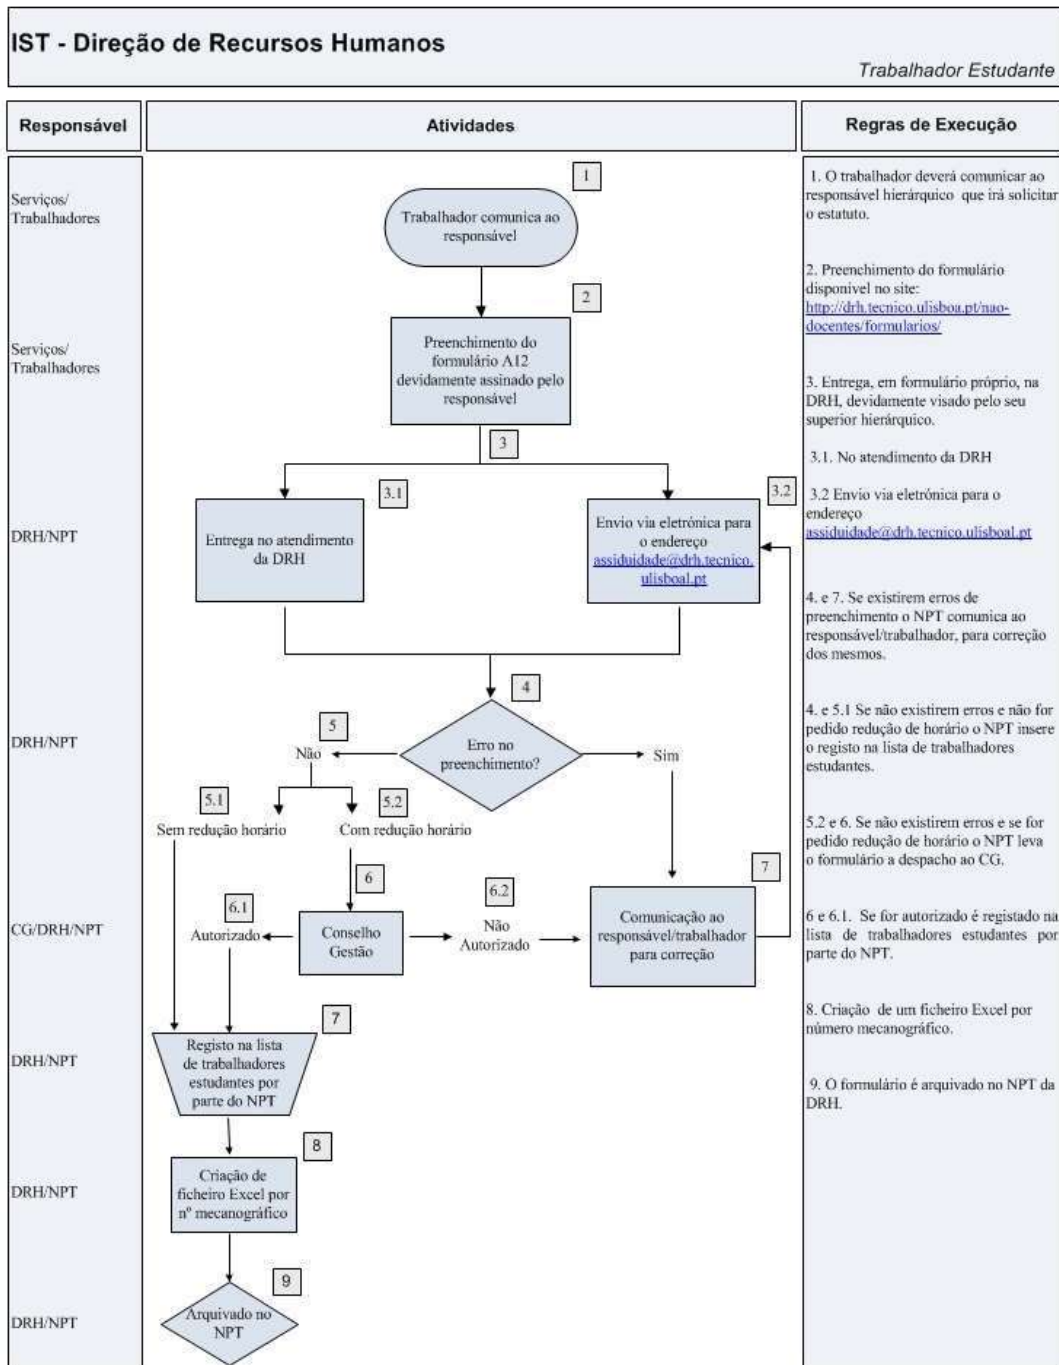 IST - Direção de Recursos Humanos
Trabalhador Estudante
Responsável
Atividades
Regras de Execução
Serviços/
Trabalhadores
1
Trabalhador comunica ao
responsável
1. O trabalhador deverá comunicar ao
responsável hierárquico que irá solicitar
o estatuto.
Serviços/
Trabalhadores
2
Preenchimento do
formulário A12
devidamente assinado pelo
responsável
2. Preenchimento do formulário
disponivel no site:
http://drh.tecnico.ulisboa.pt/nao-
docentes/formularios/
3
3. Entrega, em formulário próprio, na
DRH, devidamente visado pelo seu
superior hierárquico.
DRH/NPT
3.1
Entrega no atendimento
da DRH
3.2
Envio via eletrónica para
o endereço
assiduidade@drh.tecnico.
ulisboal.pt
3.1. No atendimento da DRH
3.2 Envio via eletrónica para o
endereço
assiduidade@drh.tecnico.ulisboal.pt
4. e 7. Se existirem erros de
preenchimento o NPT comunica ao
responsável/trabalhador, para correção
dos mesmos.
DRH/NPT
4
Erro no
preenchimento?
5
Não
Sim
4. e 5.1 Se não existirem erros e não for
pedido redução de horário o NPT insere
o registo na lista de trabalhadores
estudantes.
5.1
Sem redução horário
5.2
Com redução horário
5.2 e 6. Se não existirem erros e se for
pedido redução de horário o NPT leva
o formulário a despacho ao CG.
CG/DRH/NPT
6.1
Autorizado
6
Conselho
Gestão
6.2
Não
Autorizado
7
Comunicação ao
responsável/trabalhador
para correção
6 e 6.1. Se for autorizado é registado na
lista de trabalhadores estudantes por
parte do NPT.
DRH/NPT
7
Registo na lista
de trabalhadores
estudantes por
parte do NPT
8. Criação de um ficheiro Excel por
número mecanográfico.
9. O formulário é arquivado no NPT da
DRH.
DRH/NPT
8
Criação de
ficheiro Excel por
nº mecanográfico
DRH/NPT
9
Arquivado no
NPT